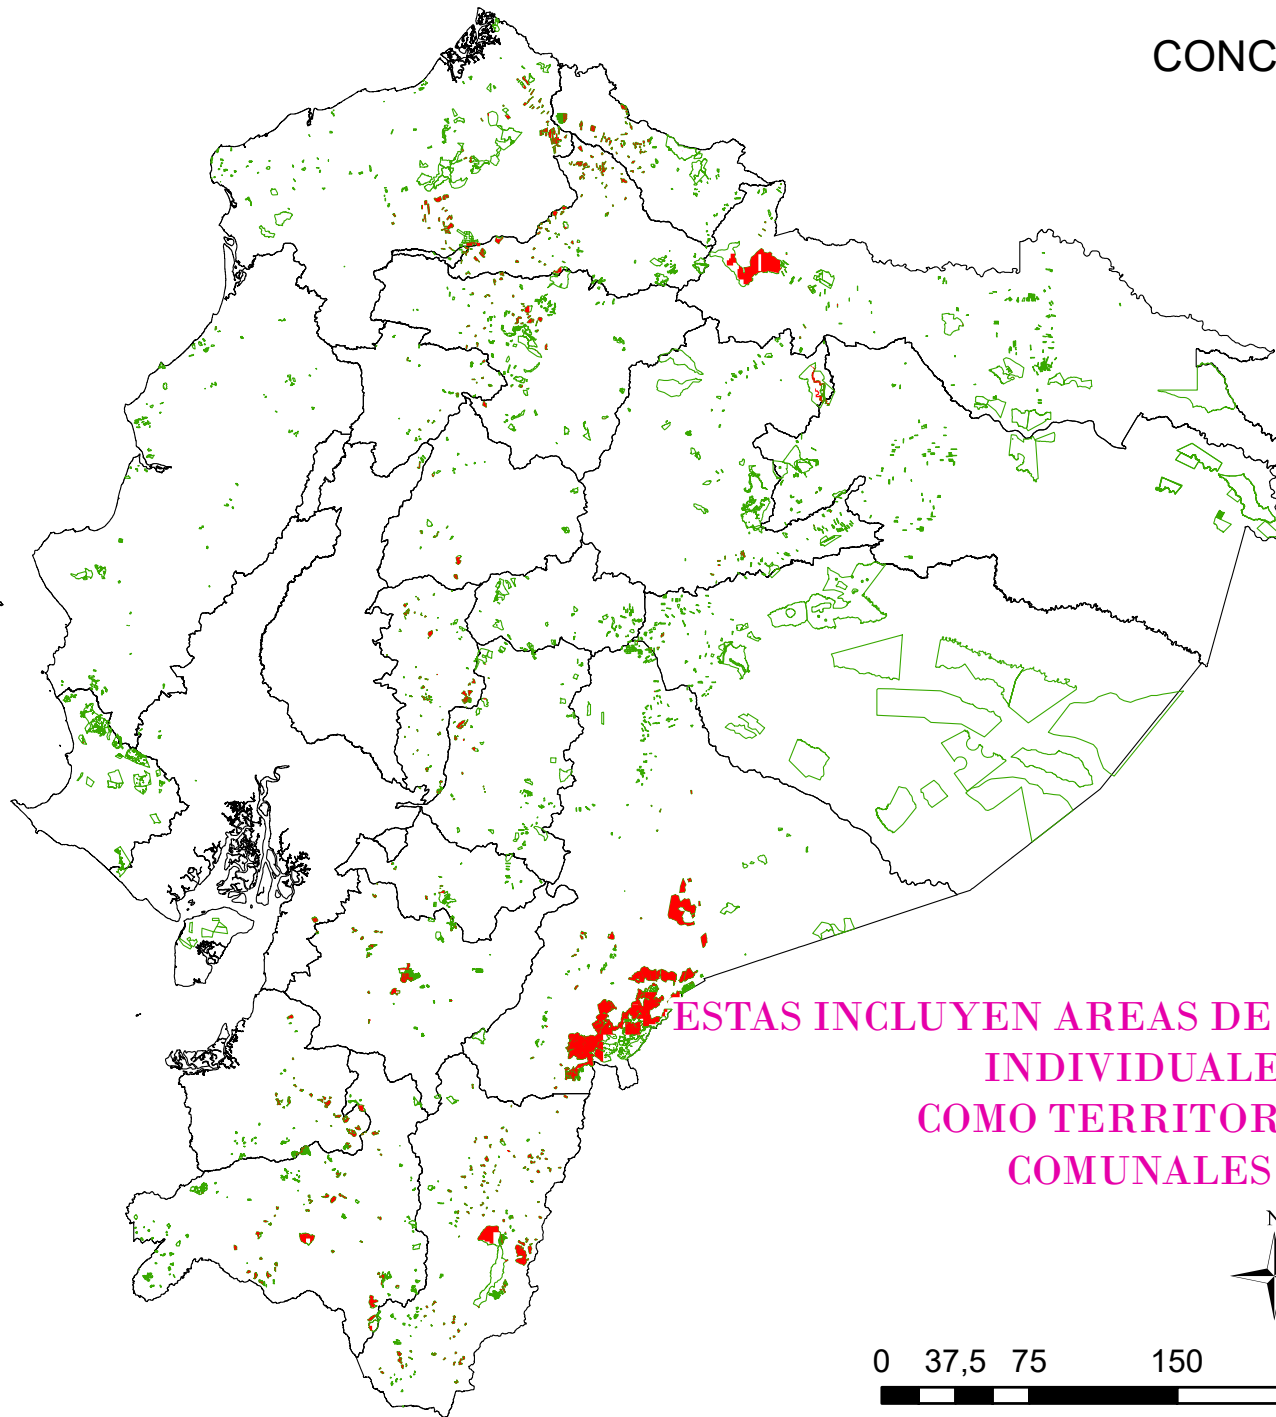 CONC
ESTAS INCLUYEN AREAS DE
INDIVIDUALE
COMO TERRITOR
COMUNALES
N
0 37,5 75 150